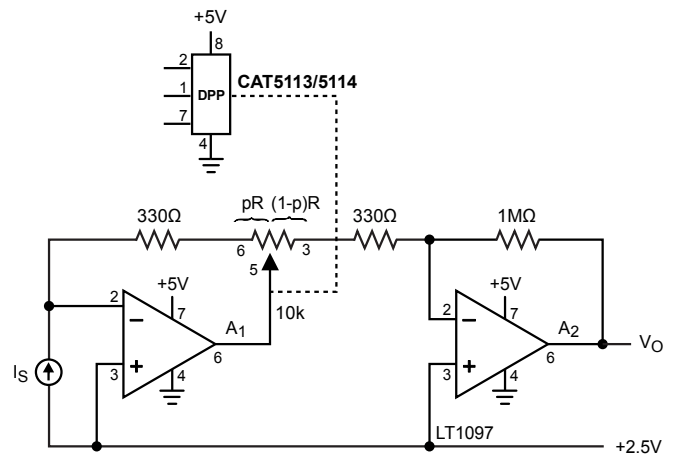 +5V
8
2
1
7
DPP
CAT5113/5114
4
pR (1-p)R
330Ω
330Ω
1MΩ
6
3
5
10k
+5V
+5V
2
7
A1
2
7
A2
6
6
VO
IS
3
4
3
4
LT1097
+2.5V